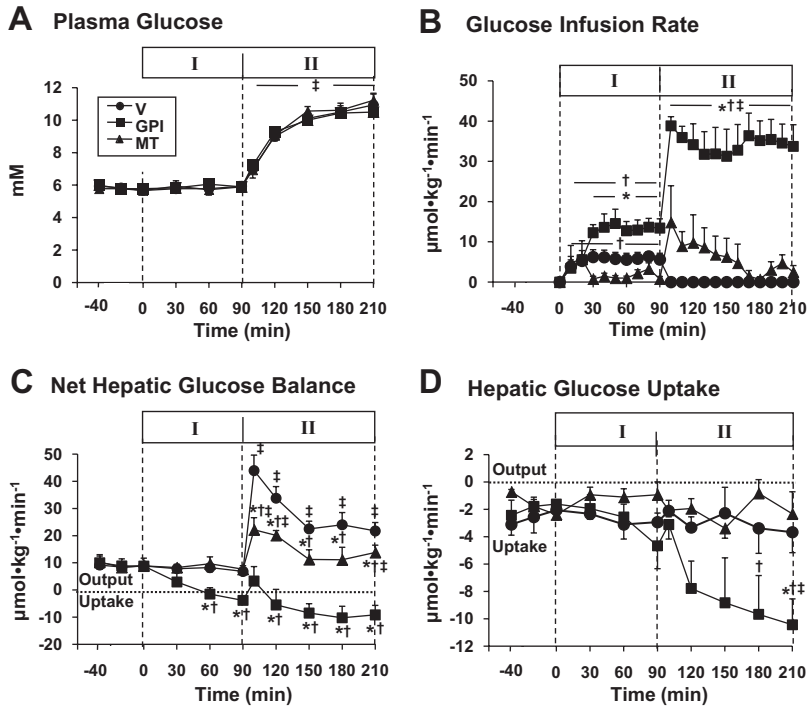 A Plasma Glucose
I II
‡
V
GPI
MT
mM
12
10
8
6
4
2
0
-40 0 30 60 90 120 150 180 210
Time (min)
B Glucose Infusion Rate
I II
*†‡
†
*
†
µmol•kg⁻¹•min⁻¹
50
40
30
20
10
0
-40 0 30 60 90 120 150 180 210
Time (min)
C Net Hepatic Glucose Balance
I II
‡ ‡ ‡ ‡ ‡
*†‡ *†‡ *† *† *†‡
Output
Uptake
*† *† *† *† *† *†
µmol•kg⁻¹•min⁻¹
50
40
30
20
10
0
-10
-20
-40 0 30 60 90 120 150 180 210
Time (min)
D Hepatic Glucose Uptake
I II
Output
Uptake
†
*†‡
µmol•kg⁻¹•min⁻¹
2
0
-2
-4
-6
-8
-10
-12
-40 0 30 60 90 120 150 180 210
Time (min)